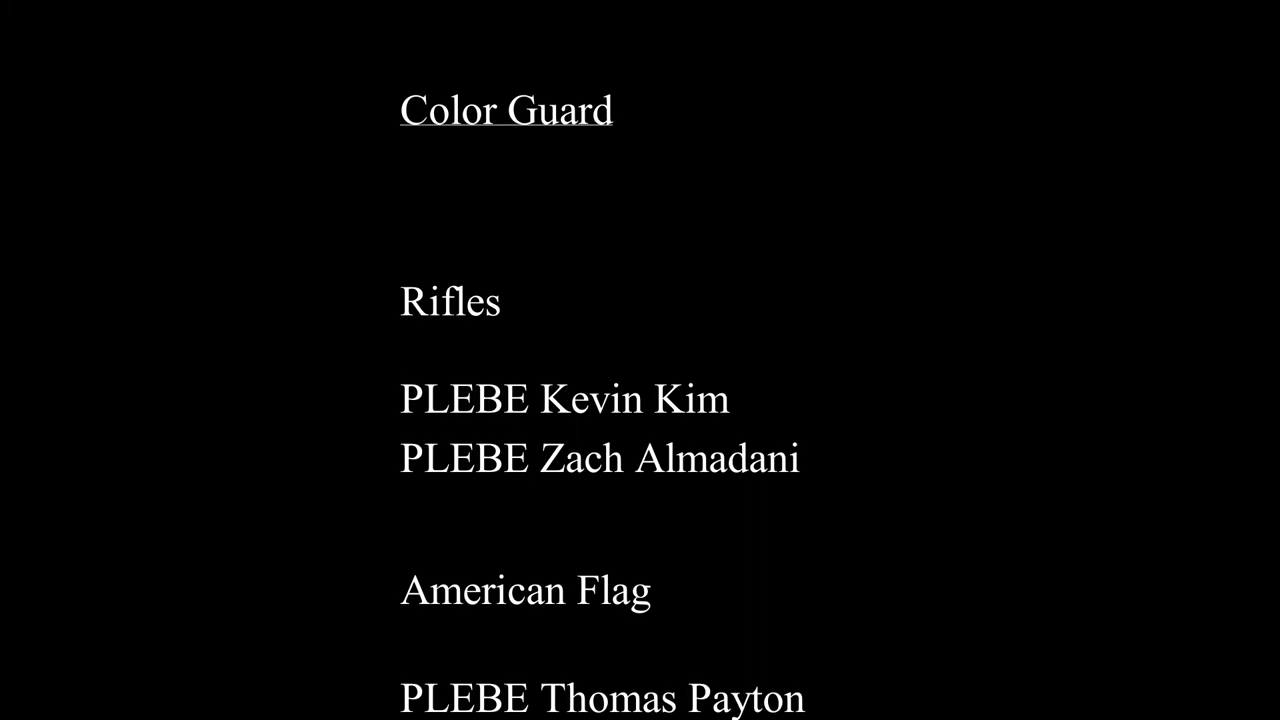 Color Guard
Rifles
PLEBE Kevin Kim
PLEBE Zach Almadani
American Flag
PLEBE Thomas Payton